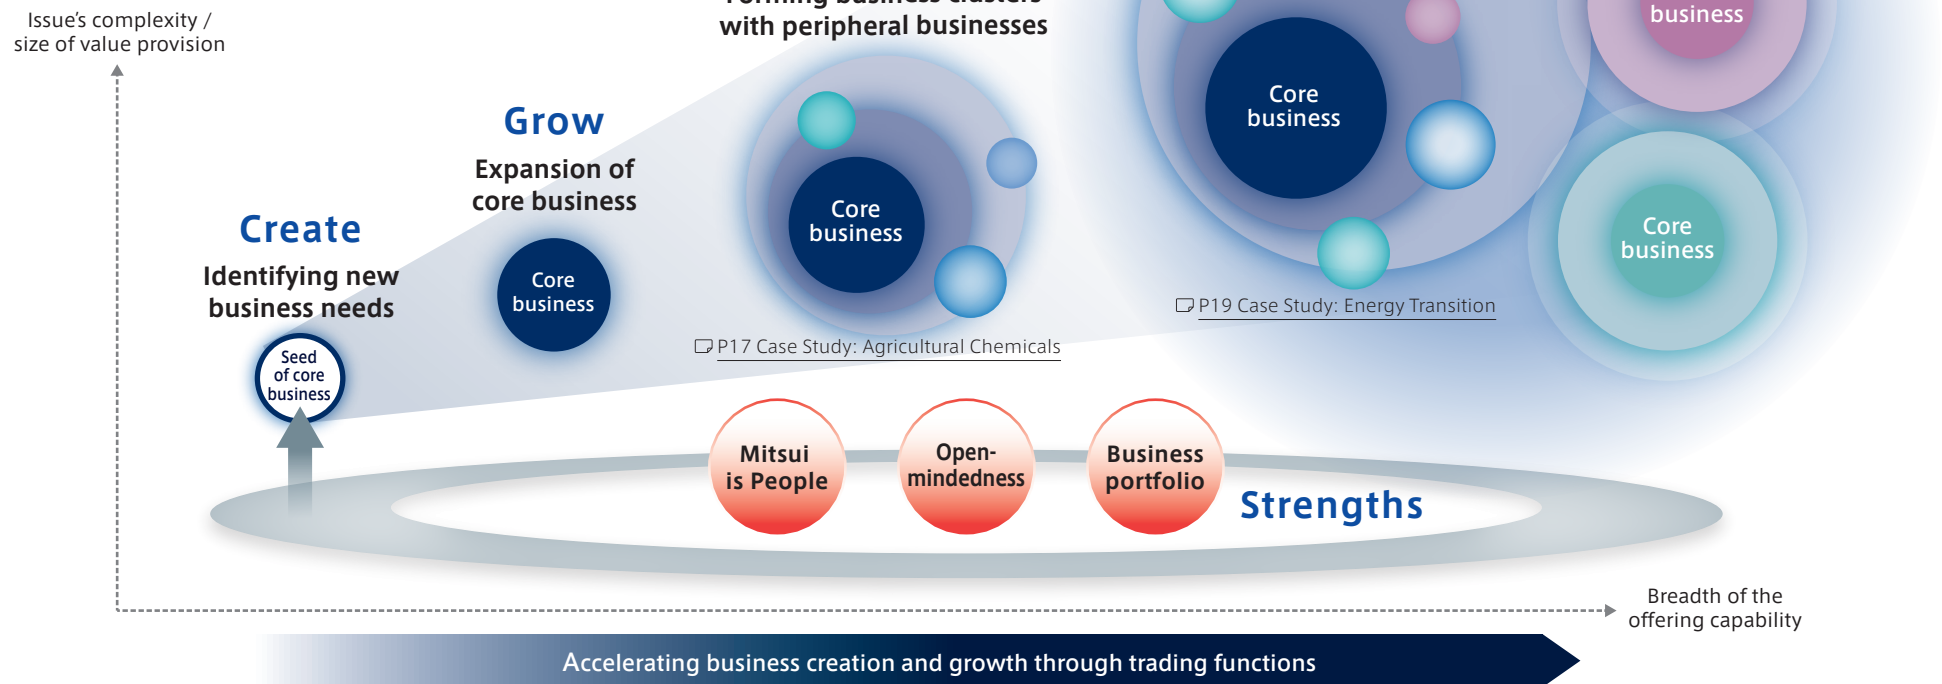 Issue’s complexity /
size of value provision
Forming business clusters
with peripheral businesses
business
Core
business
Grow
Expansion of
core business
Core
business
Core
business
Core
business
Create
Identifying new
business needs
Seed
of core
business
P17 Case Study: Agricultural Chemicals
P19 Case Study: Energy Transition
Mitsui
is People
Open-
mindedness
Business
portfolio
Strengths
Breadth of the
offering capability
Accelerating business creation and growth through trading functions